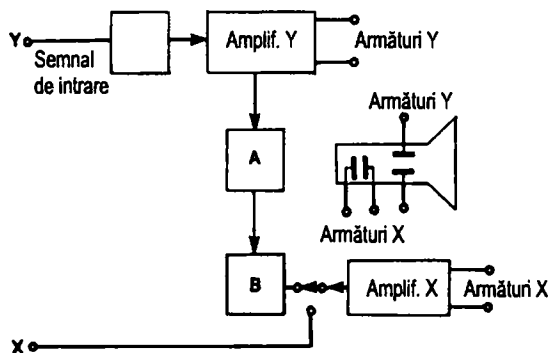 Y
Semnal
de intrare
Amplif. Y
Armături Y
A
Armături Y
Armături X
B
Amplif. X
Armături X
X